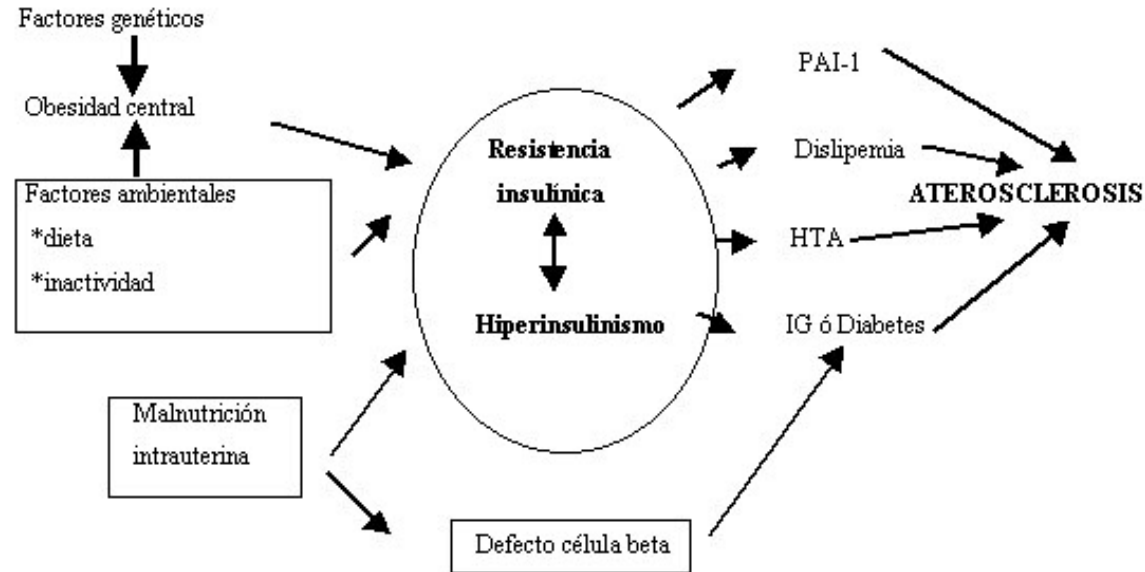 Factores genéticos
Obesidad central
Factores ambientales
*dieta
*inactividad
Malnutrición
intrauterina
Resistencia
insulínica
Hiperinsulinismo
Defecto célula beta
PAI-1
Dislipemia
HTA
IG ó Diabetes
ATEROSCLEROSIS